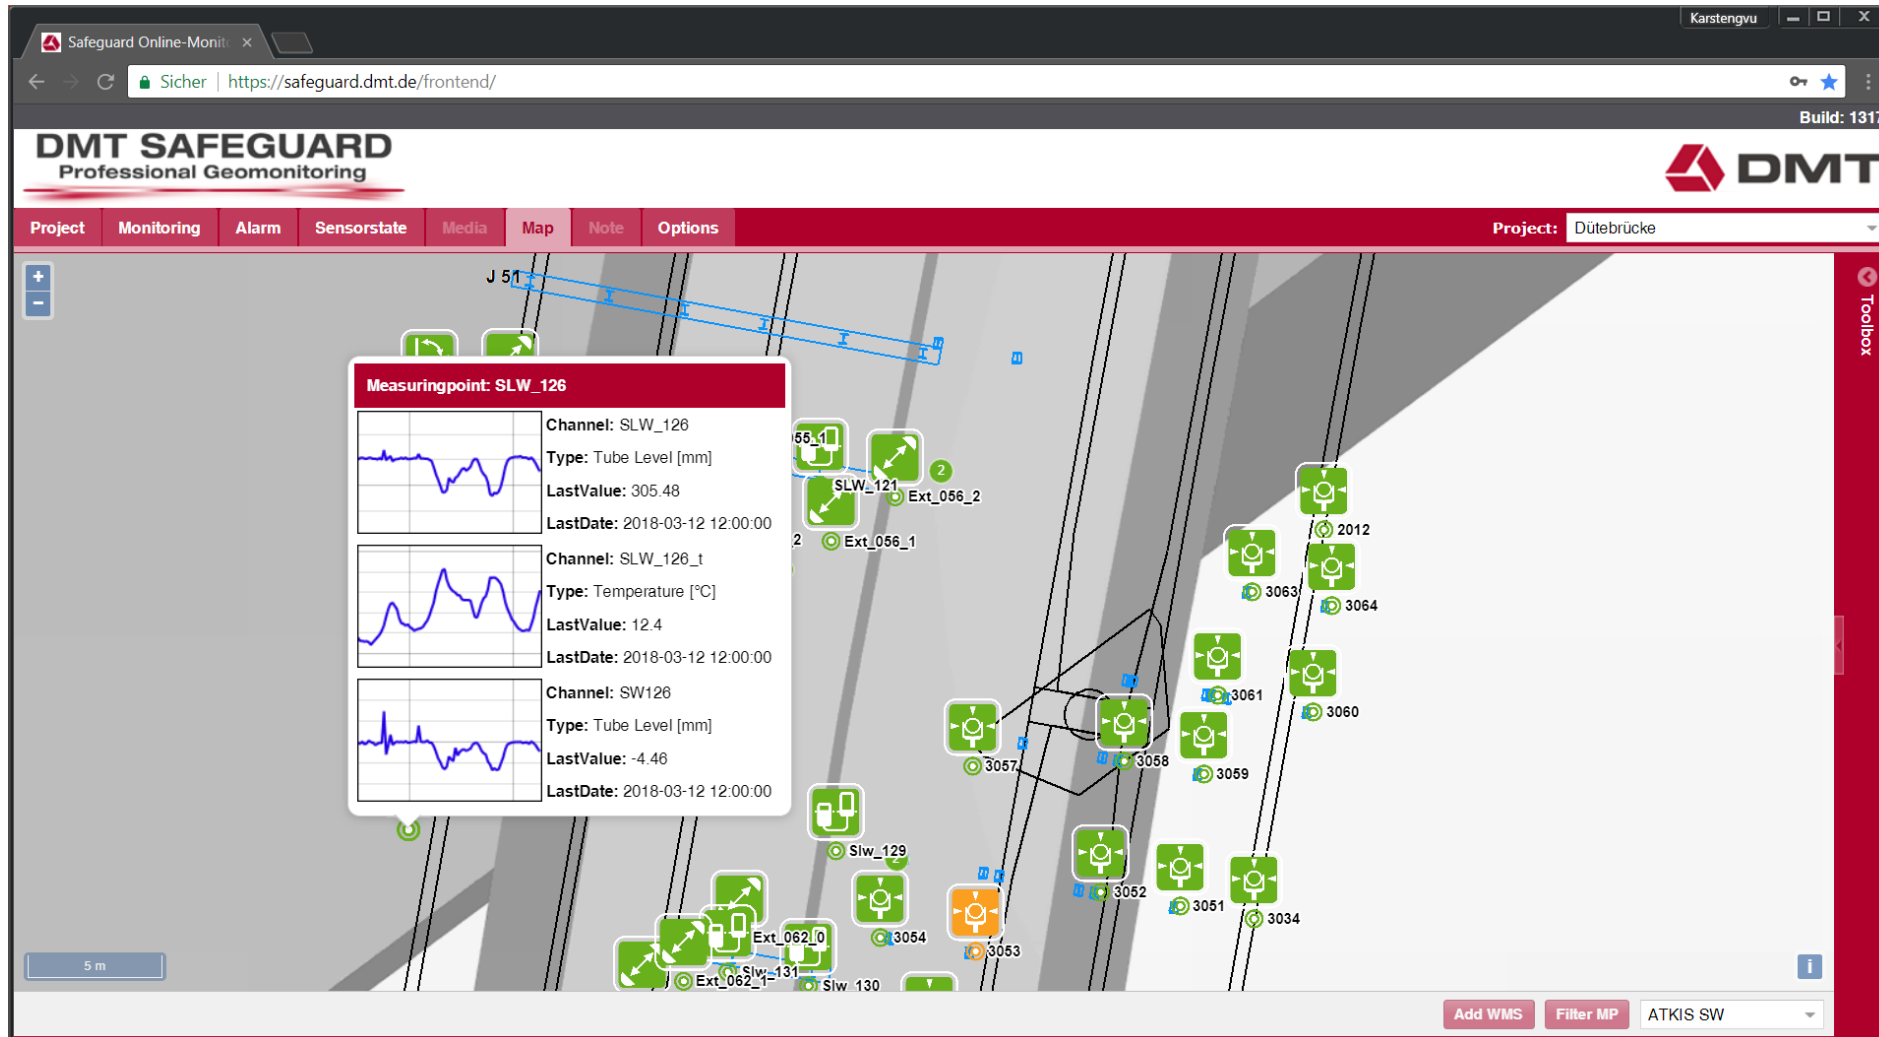 Karstengvu
Safeguard Online-Monit
Sicher
https://safeguard.dmt.de/frontend/
Build: 1317
DMT SAFEGUARD
Professional Geomonitoring
DMT
Project Monitoring Alarm Sensorstate Media Map Note Options
Project: Dütebrücke
+
-
J 51
Toolbox
Measuringpoint: SLW_126
Channel: SLW_126
Type: Tube Level [mm]
LastValue: 305.48
LastDate: 2018-03-12 12:00:00
Channel: SLW_126_t
Type: Temperature [°C]
LastValue: 12.4
LastDate: 2018-03-12 12:00:00
Channel: SW126
Type: Tube Level [mm]
LastValue: -4.46
LastDate: 2018-03-12 12:00:00
55_1
2
SLW_121
Ext_056_2
2
Ext_056_1
2012
3063
3064
3061
3060
3057
3058
3059
Slw_129
3052
3051
3034
Ext_062_0
3054
3053
Slw_131
Ext_062_1
Slw_130
5 m
i
Add WMS
Filter MP
ATKIS SW